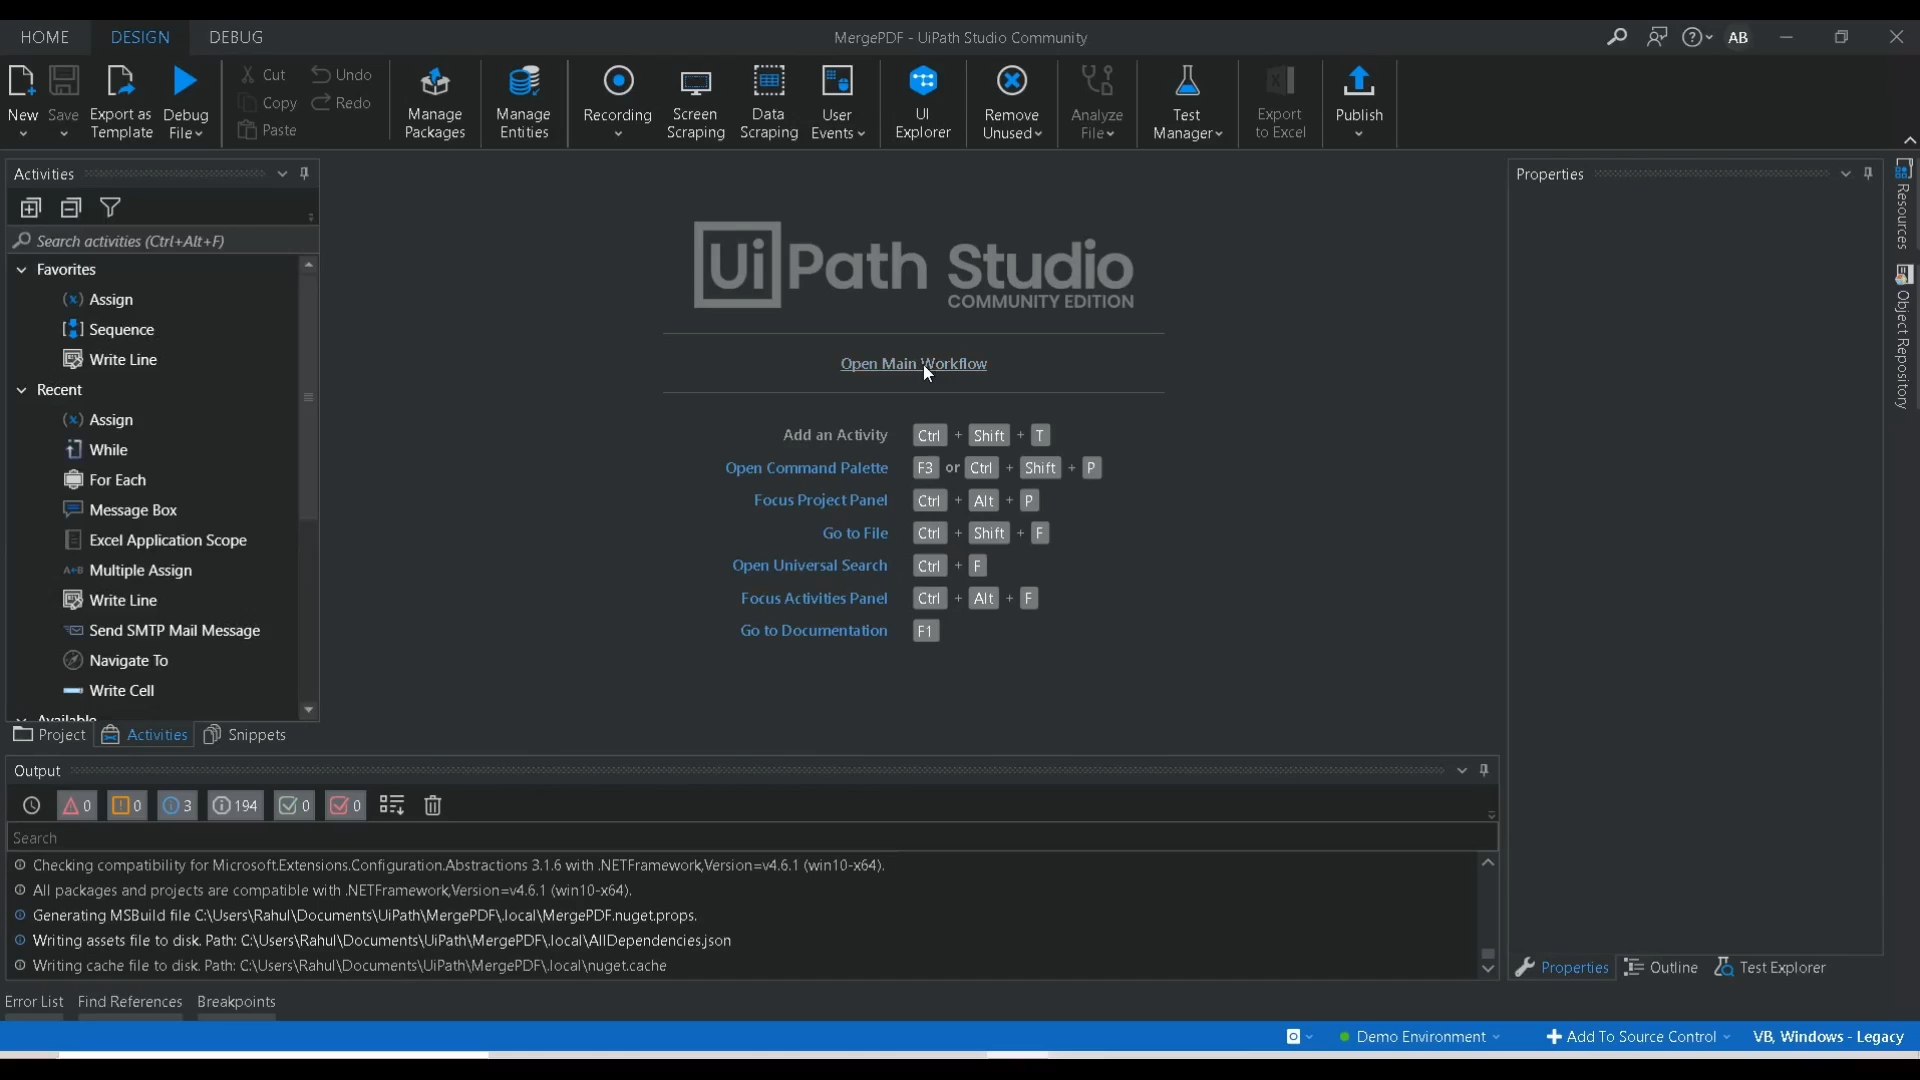 HOME DESIGN DEBUG MergePDF - UiPath Studio Community AB
New Save Export as Template Debug File Cut Copy Paste Undo Redo Manage Packages Manage Entities Recording Screen Scraping Data Scraping User Events UI Explorer Remove Unused Analyze File Test Manager Export to Excel Publish
Activities
Search activities (Ctrl+Alt+F)
Favorites
Assign
Sequence
Write Line
Recent
Assign
While
For Each
Message Box
Excel Application Scope
Multiple Assign
Write Line
Send SMTP Mail Message
Navigate To
Write Cell
Available
Project Activities Snippets
UiPath Studio
COMMUNITY EDITION
Open Main Workflow
Add an Activity Ctrl + Shift + T
Open Command Palette F3 or Ctrl + Shift + P
Focus Project Panel Ctrl + Alt + P
Go to File Ctrl + Shift + F
Open Universal Search Ctrl + F
Focus Activities Panel Ctrl + Alt + F
Go to Documentation F1
Properties
Resources
Object Repository
Output
0 0 3 194 0 0
Search
Checking compatibility for Microsoft.Extensions.Configuration.Abstractions 3.1.6 with .NETFramework,Version=v4.6.1 (win10-x64).
All packages and projects are compatible with .NETFramework,Version=v4.6.1 (win10-x64).
Generating MSBuild file C:\Users\Rahul\Documents\UiPath\MergePDF\.local\MergePDF.nuget.props.
Writing assets file to disk. Path: C:\Users\Rahul\Documents\UiPath\MergePDF\.local\AllDependencies.json
Writing cache file to disk. Path: C:\Users\Rahul\Documents\UiPath\MergePDF\.local\nuget.cache
Properties Outline Test Explorer
Error List Find References Breakpoints
Demo Environment Add To Source Control VB, Windows - Legacy